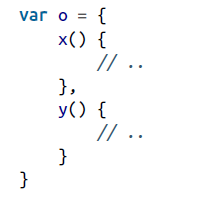 var o = {
    x() {
        // ..
    },
    y() {
        // ..
    }
}